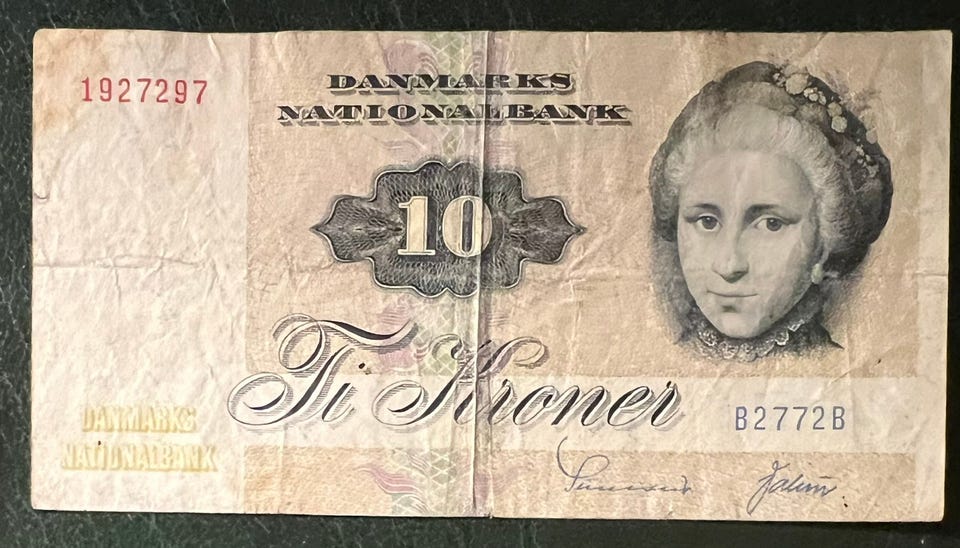 1927297
DANMARKS
NATIONALBANK
10
Ti Kroner
B2772B
DANMARKS
NATIONALBANK